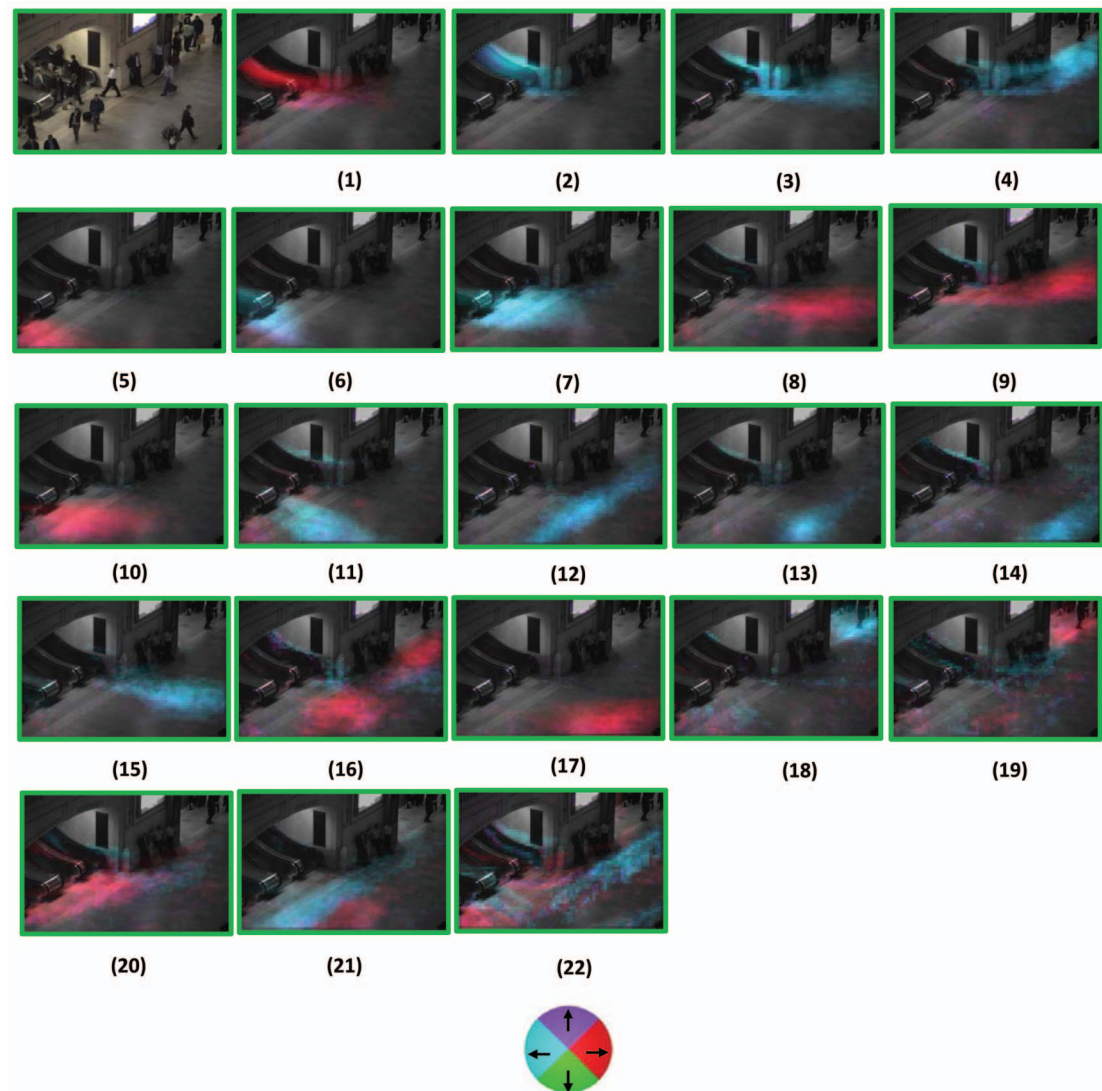 (1) (2) (3) (4)
(5) (6) (7) (8) (9)
(10) (11) (12) (13) (14)
(15) (16) (17) (18) (19)
(20) (21) (22)